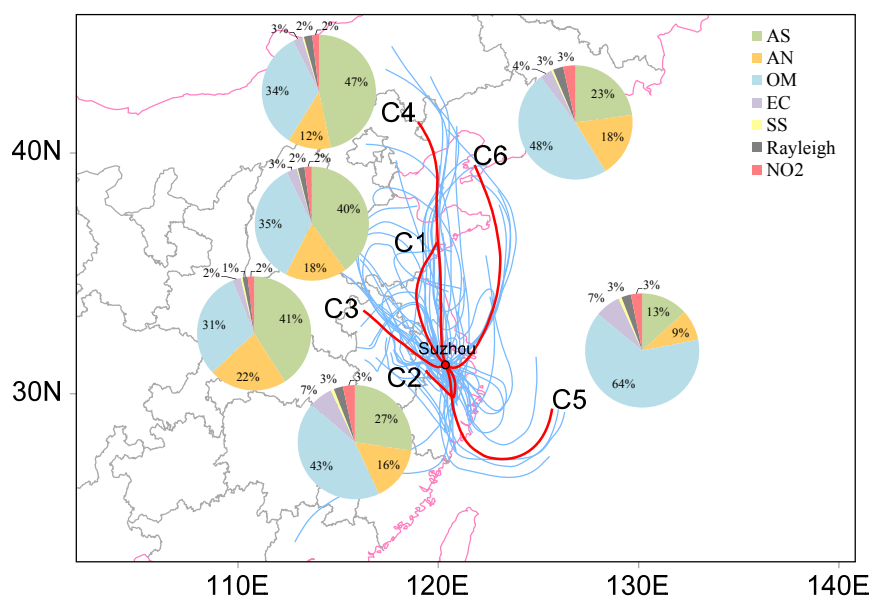 3% 2% 2%
47%
34%
12%
AS
AN
OM
EC
SS
Rayleigh
NO2
4% 3% 3%
23%
18%
48%
C4
C6
40N
3% 2% 2%
40%
35%
18%
C1
2% 1% 2%
41%
31%
22%
C3
Suzhou
7% 3% 3%
13%
9%
64%
30N
C2
C5
7% 3% 3%
27%
16%
43%
110E 120E 130E 140E